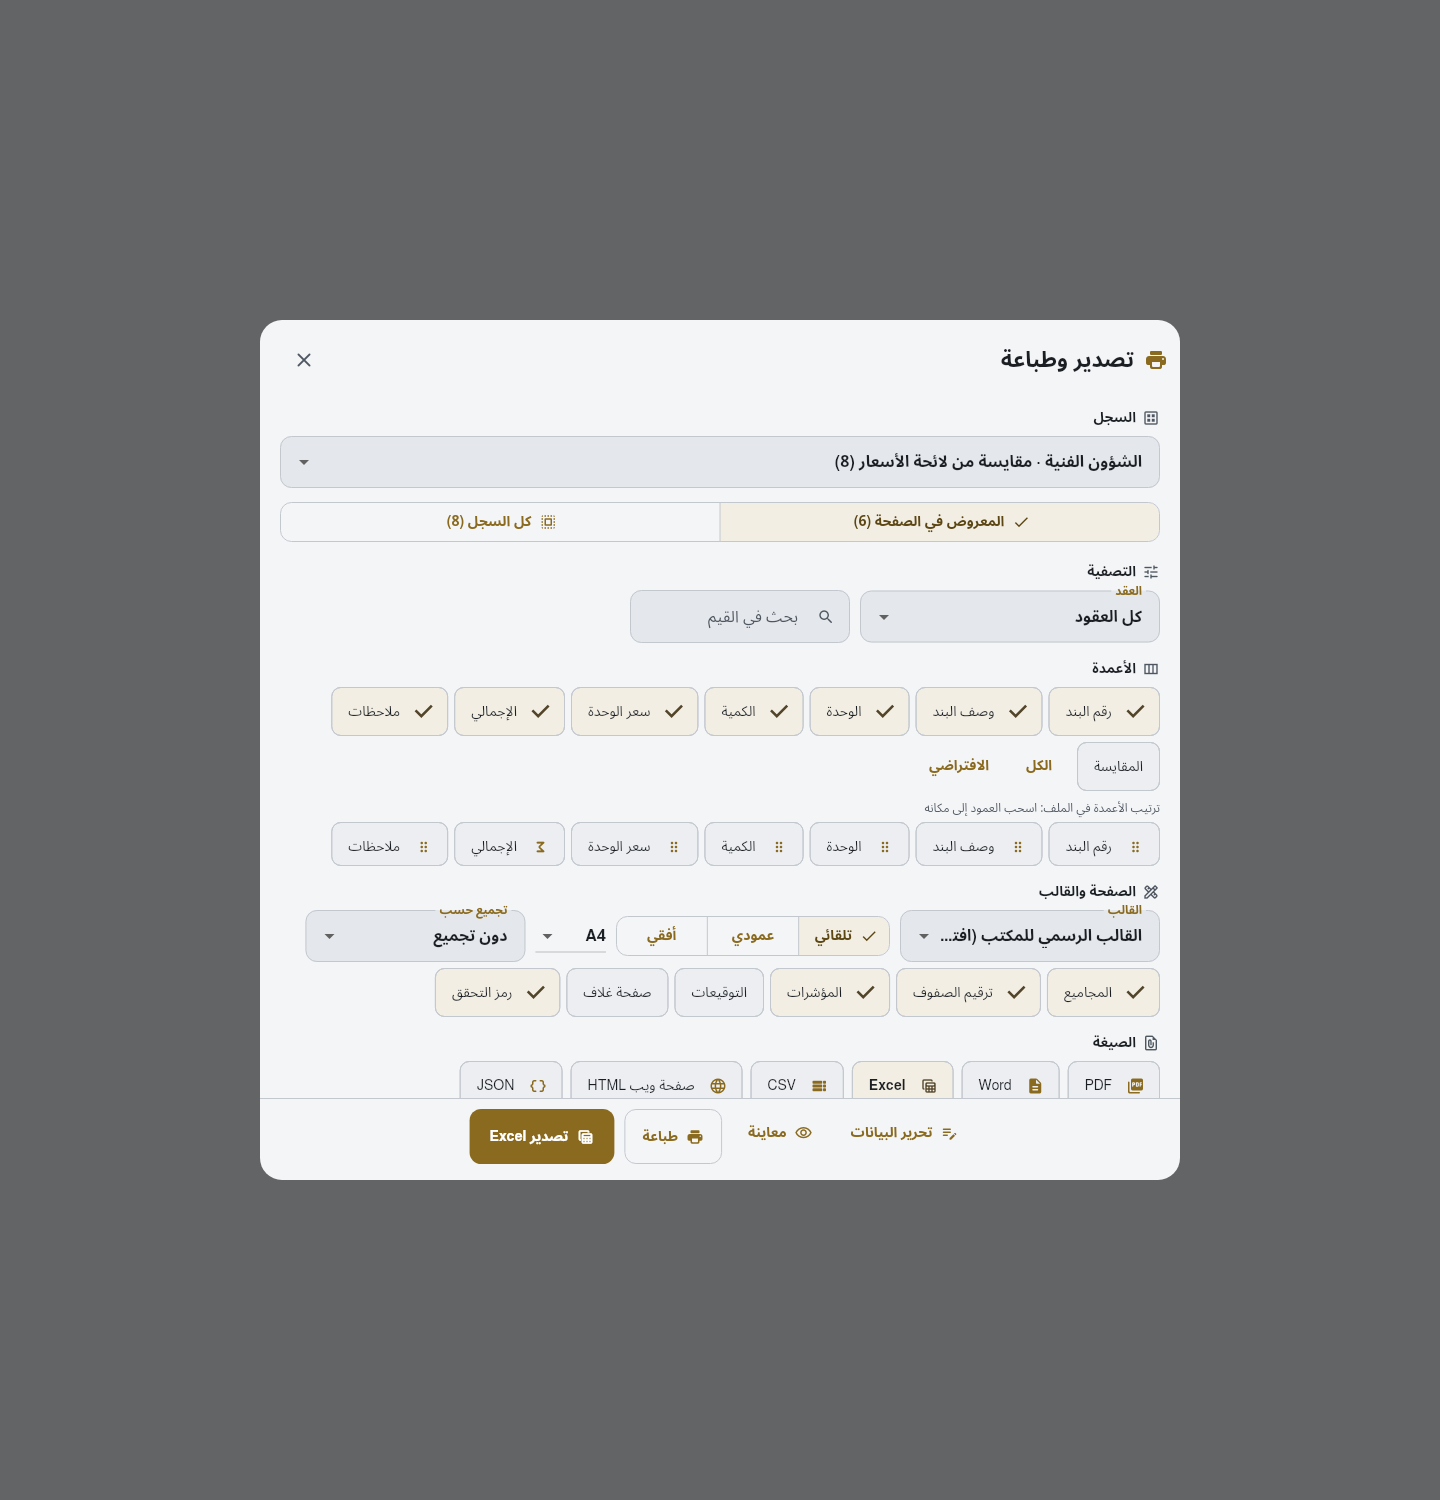 تصدير وطباعة
السجل
الشؤون الفنية · مقايسة من لائحة الأسعار (8)
المعروض في الصفحة (6)
كل السجل (8)
التصفية
العقد
كل العقود
بحث في القيم
الأعمدة
رقم البند
وصف البند
الوحدة
الكمية
سعر الوحدة
الإجمالي
ملاحظات
المقايسة
الكل
الافتراضي
ترتيب الأعمدة في الملف: اسحب العمود إلى مكانه
رقم البند
وصف البند
الوحدة
الكمية
سعر الوحدة
الإجمالي
ملاحظات
الصفحة والقالب
القالب
القالب الرسمي للمكتب (افت...
تلقائي
عمودي
أفقي
A4
تجميع حسب
دون تجميع
المجاميع
ترقيم الصفوف
المؤشرات
التوقيعات
صفحة غلاف
رمز التحقق
الصيغة
PDF
Word
Excel
CSV
صفحة ويب HTML
JSON
تحرير البيانات
معاينة
طباعة
تصدير Excel